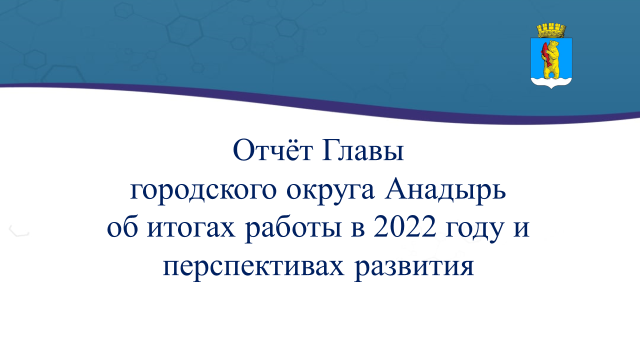 Отчёт Главы
городского округа Анадырь
об итогах работы в 2022 году и
перспективах развития